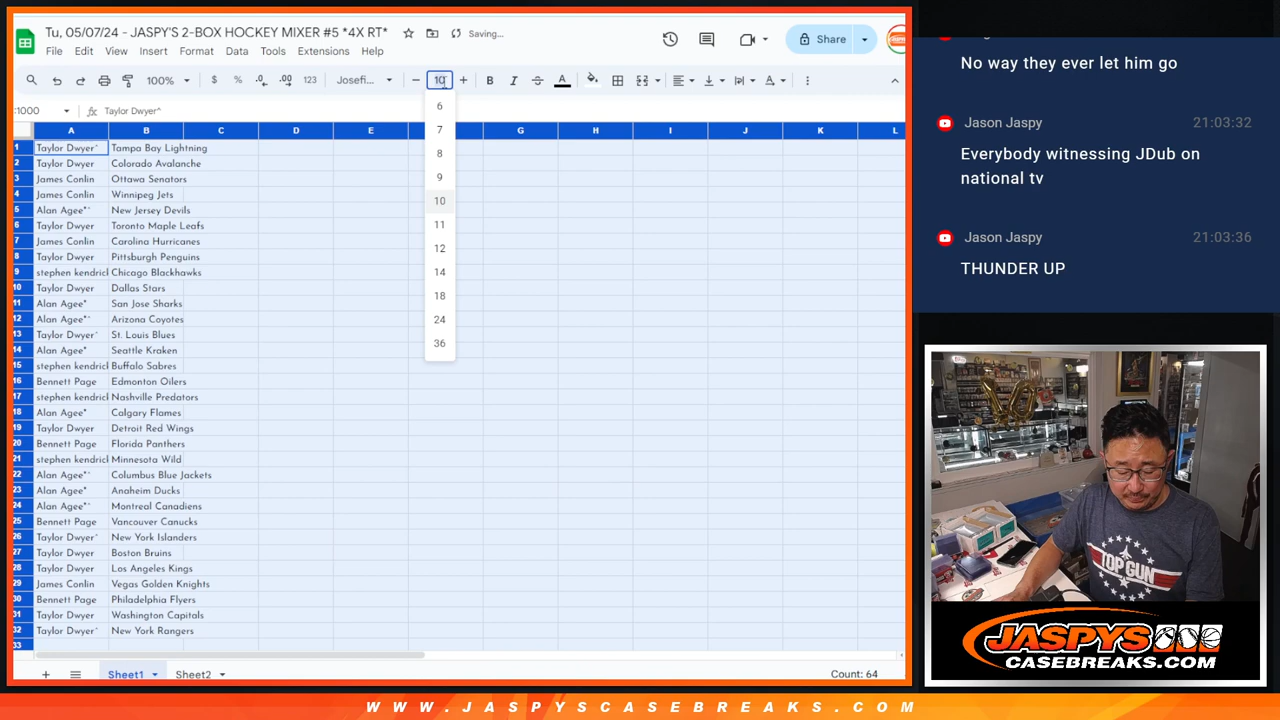 Tu, 05/07/24 - JASPY'S 2-BOX HOCKEY MIXER #5 *4X RT*
Saving...
File Edit View Insert Format Data Tools Extensions Help
Share
100% $ % .0 .00 123 Josefi... 10 B I A
:1000 fx Taylor Dwyer^
A B C D E G H I J K L
1 Taylor Dwyer^ Tampa Bay Lightning
2 Taylor Dwyer Colorado Avalanche
3 James Conlin Ottawa Senators
4 James Conlin Winnipeg Jets
5 Alan Agee*^ New Jersey Devils
6 Taylor Dwyer Toronto Maple Leafs
7 James Conlin Carolina Hurricanes
8 Taylor Dwyer Pittsburgh Penguins
9 stephen kendrick Chicago Blackhawks
10 Taylor Dwyer Dallas Stars
11 Alan Agee* San Jose Sharks
12 Alan Agee*^ Arizona Coyotes
13 Taylor Dwyer^ St. Louis Blues
14 Alan Agee* Seattle Kraken
15 stephen kendrick Buffalo Sabres
16 Bennett Page Edmonton Oilers
17 stephen kendrick Nashville Predators
18 Alan Agee* Calgary Flames
19 Taylor Dwyer Detroit Red Wings
20 Bennett Page Florida Panthers
21 stephen kendrick Minnesota Wild
22 Alan Agee*^ Columbus Blue Jackets
23 Alan Agee* Anaheim Ducks
24 Alan Agee*^ Montreal Canadiens
25 Bennett Page Vancouver Canucks
26 Taylor Dwyer^ New York Islanders
27 Taylor Dwyer Boston Bruins
28 Taylor Dwyer Los Angeles Kings
29 James Conlin Vegas Golden Knights
30 Bennett Page Philadelphia Flyers
31 Taylor Dwyer Washington Capitals
32 Taylor Dwyer^ New York Rangers
33
6
7
8
9
10
11
12
14
18
24
36
Sheet1 Sheet2 Count: 64
No way they ever let him go
Jason Jaspy 21:03:32
Everybody witnessing JDub on
national tv
Jason Jaspy 21:03:36
THUNDER UP
TOP GUN
JASPYS
CASEBREAKS.COM
WWW.JASPYSCASEBREAKS.COM